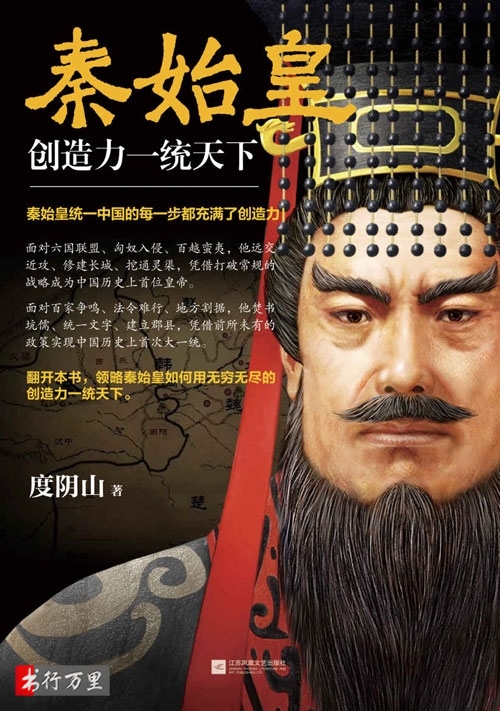 秦始皇
创造力一统天下
秦始皇统一中国的每一步都充满了创造力！
面对六国联盟、匈奴入侵、百越蛮夷，他远交
近攻、修建长城、挖通灵渠，凭借打破常规的
战略成为中国历史上首位皇帝。
面对百家争鸣、法令难行、地方割据，他焚书
坑儒、统一文字、建立郡县，凭借前所未有的
政策实现中国历史上首次大一统。
翻开本书，领略秦始皇如何用无穷无尽的
创造力一统天下。
韩
魏
楚
度阴山 著
江苏凤凰文艺出版社
书行万里